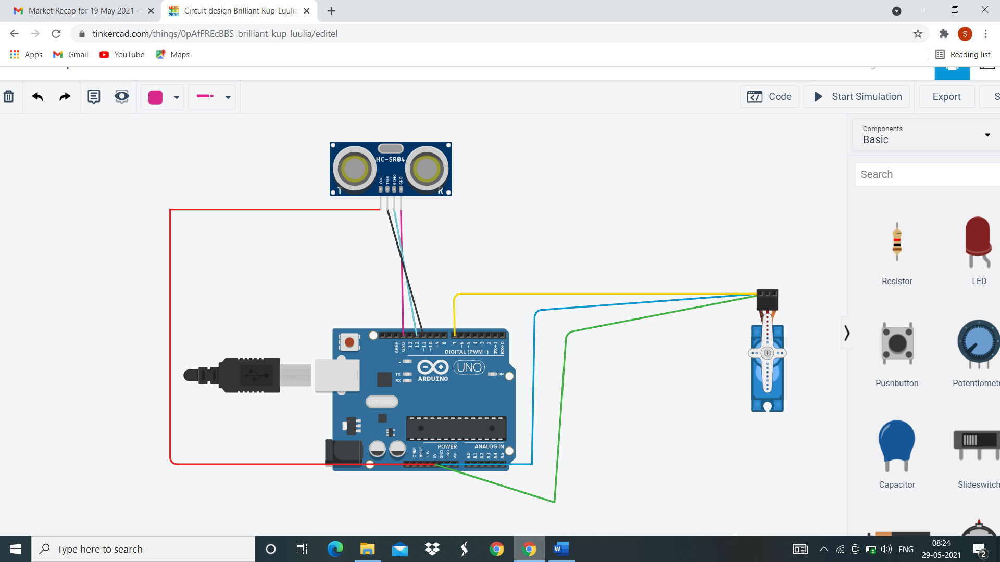 Market Recap for 19 May 2021 -
Circuit design Brilliant Kup-Luulia
tinkercad.com/things/0pAfFREcBBS-brilliant-kup-luulia/editel
S
Apps
Gmail
YouTube
Maps
Reading list
Code
Start Simulation
Export
S
Components
Basic
Search
HC-SR04
VCC
TRIG
ECHO
GND
T
R
Resistor
LED
AREF
GND
13
12
~11
~10
~9
8
7
~6
~5
4
~3
2
TX→1
RX←0
DIGITAL (PWM~)
L
TX
RX
ARDUINO
UNO
ON
Pushbutton
Potentiomete
IOREF
RESET
3.3V
5V
GND
GND
Vin
POWER
ANALOG IN
A0
A1
A2
A3
A4
A5
Capacitor
Slideswitch
Type here to search
W
ENG
08:24
29-05-2021
2